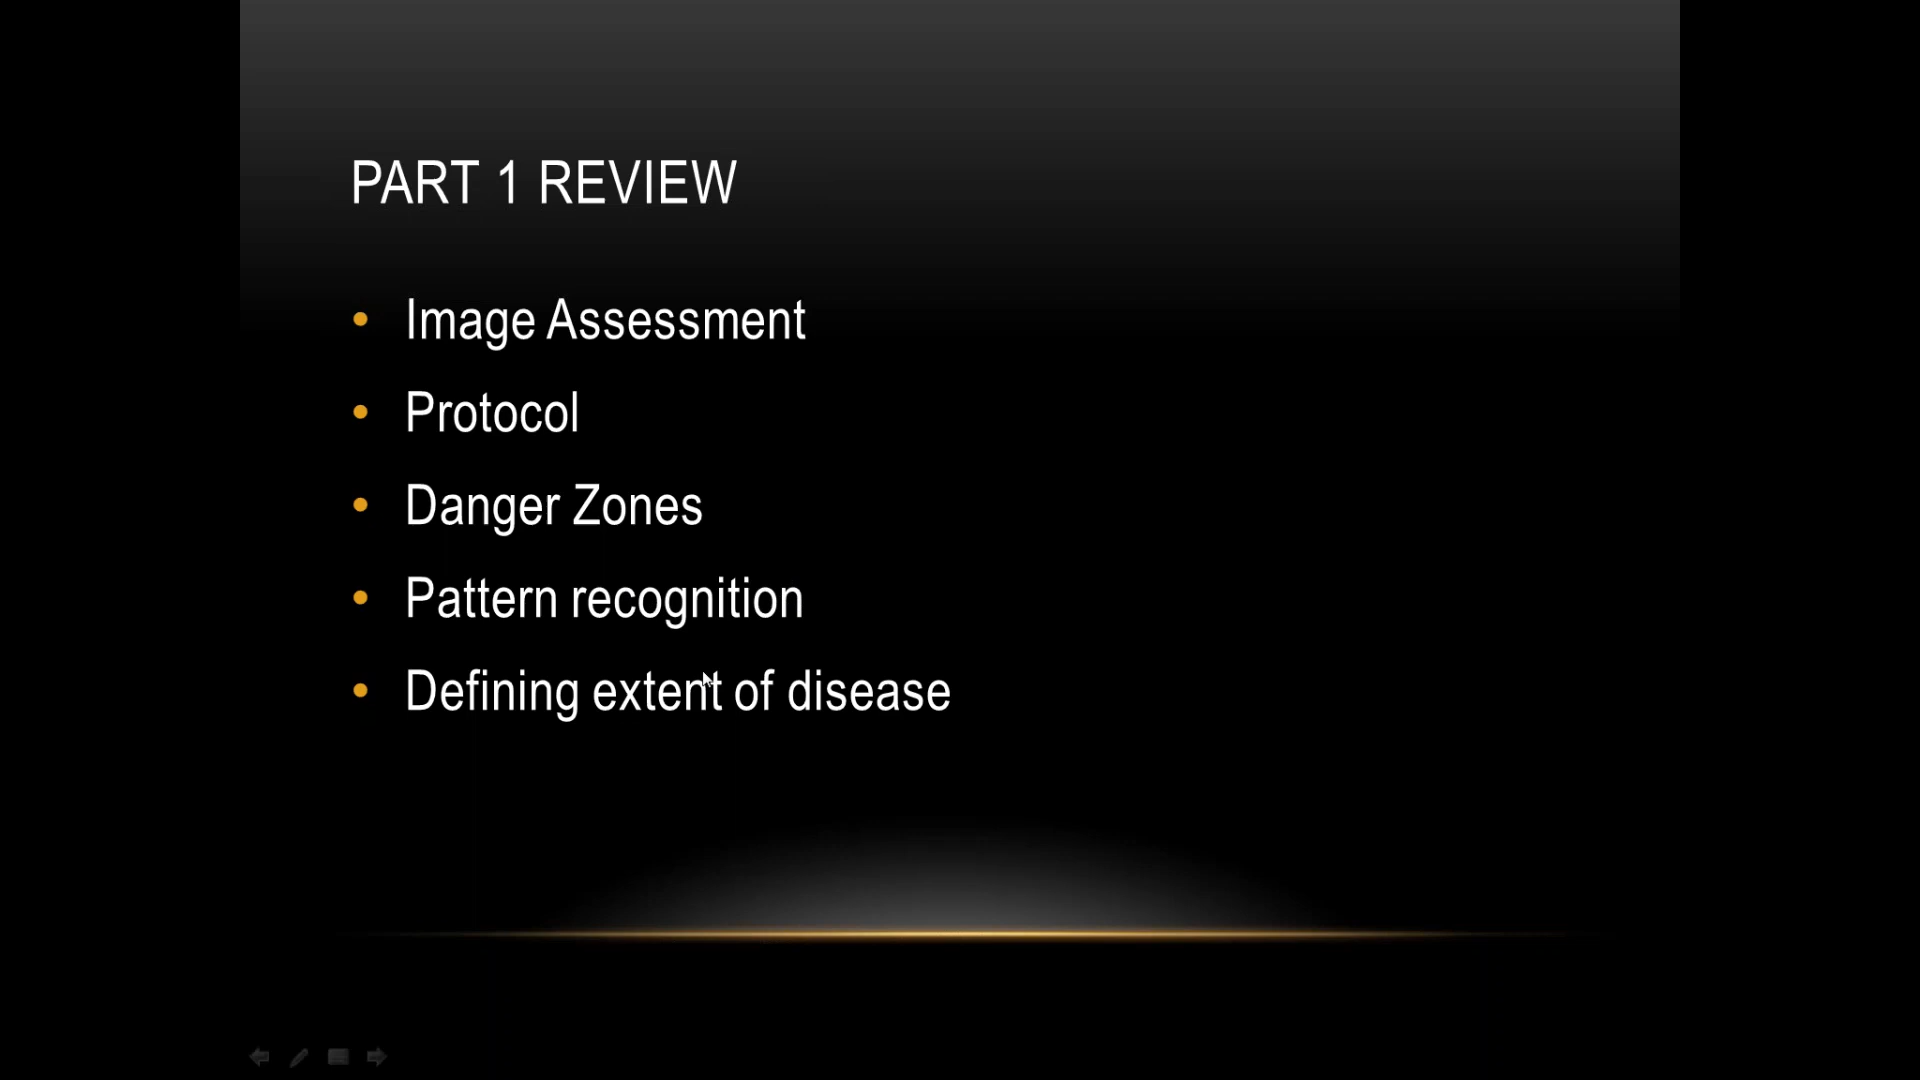 PART 1 REVIEW
• Image Assessment
• Protocol
• Danger Zones
• Pattern recognition
• Defining extent of disease